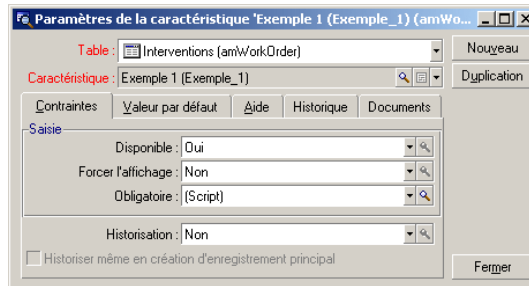 Paramètres de la caractéristique 'Exemple 1 (Exemple_1) (amWo...
Table : Interventions (amWorkOrder) Nouveau
Caractéristique : Exemple 1 (Exemple_1) Duplication
Contraintes Valeur par défaut Aide Historique Documents
Saisie
Disponible : Oui
Forcer l'affichage : Non
Obligatoire : (Script)
Historisation : Non
Historiser même en création d'enregistrement principal
Fermer